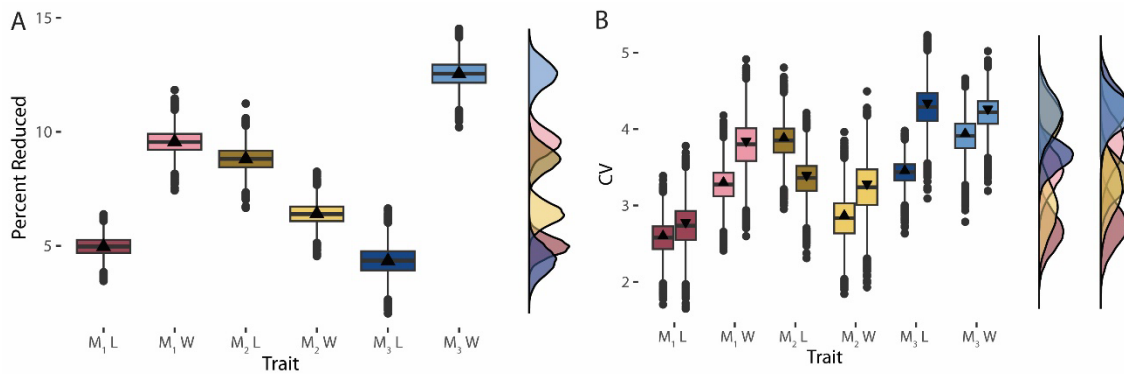 A
Percent Reduced
15
10
5
M₁ L
M₁ W
M₂ L
M₂ W
M₃ L
M₃ W
Trait
B
CV
5
4
3
2
M₁ L
M₁ W
M₂ L
M₂ W
M₃ L
M₃ W
Trait